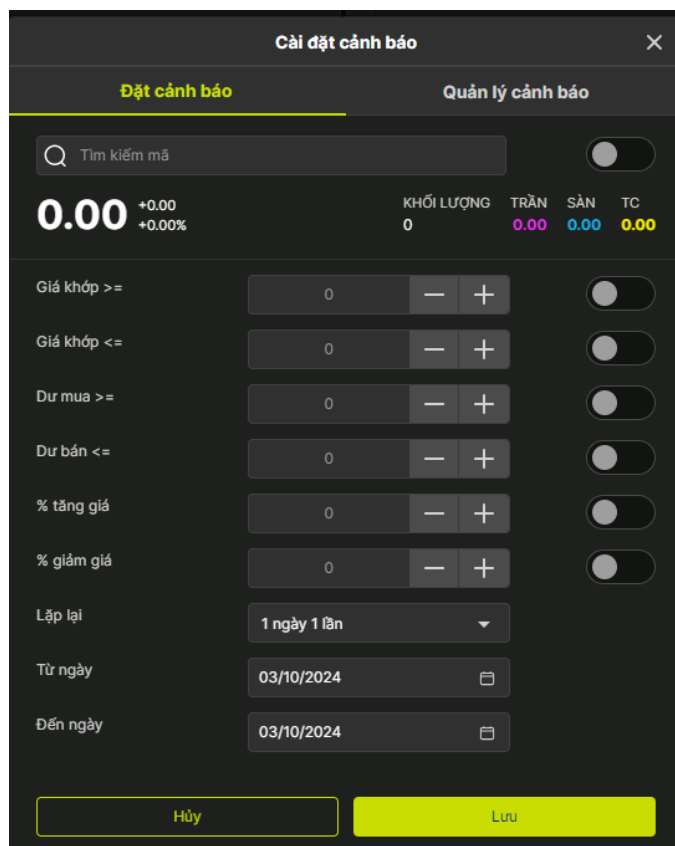 Cài đặt cảnh báo
Đặt cảnh báo Quản lý cảnh báo
Tìm kiếm mã
0.00 +0.00 +0.00%
KHỐI LƯỢNG TRẦN SÀN TC
0 0.00 0.00 0.00
Giá khớp >= 0
Giá khớp <= 0
Dư mua >= 0
Dư bán <= 0
% tăng giá 0
% giảm giá 0
Lặp lại 1 ngày 1 lần
Từ ngày 03/10/2024
Đến ngày 03/10/2024
Hủy Lưu